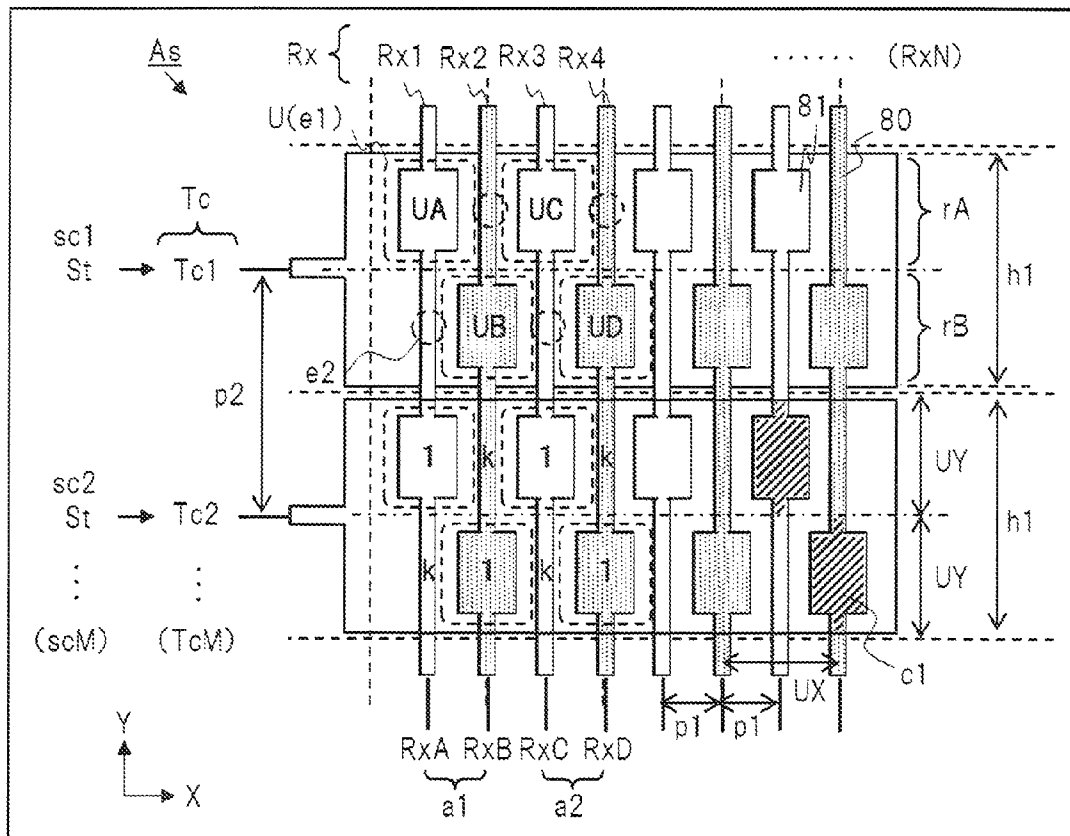 As
Rx
Rx1
Rx2
Rx3
Rx4
...... (RxN)
U(e1)
81
80
Tc
sc1
St
Tc1
UA
UC
rA
h1
UB
UD
rB
e2
p2
1
k
1
k
UY
sc2
St
Tc2
h1
k
1
k
1
UY
(scM)
(TcM)
c1
UX
p1
p1
RxA
RxB
RxC
RxD
a1
a2
Y
X